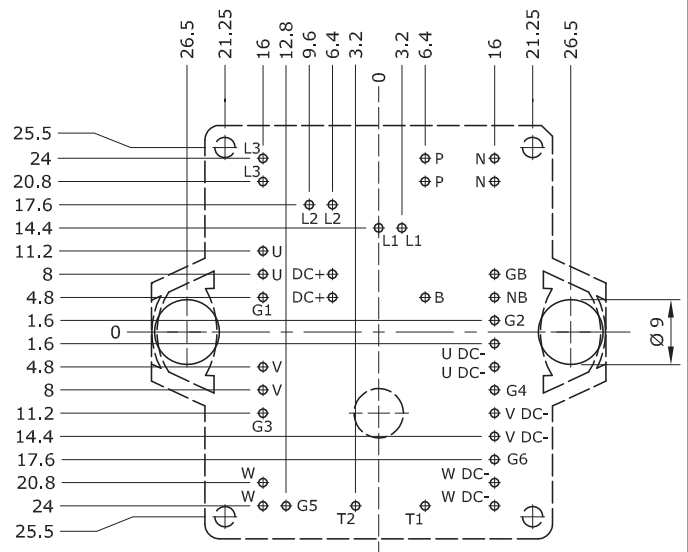 26.5
21.25
16
12.8
9.6
6.4
3.2
0
3.2
6.4
16
21.25
26.5
25.5
L3
24
P
N
L3
20.8
P
N
17.6
L2 L2
14.4
L1 L1
11.2
U
8
U
DC+
GB
4.8
DC+
B
NB
G1
1.6
G2
0
Ø 9
1.6
U DC-
4.8
V
U DC-
8
V
G4
11.2
V DC-
G3
14.4
V DC-
17.6
G6
20.8
W
W DC-
24
W
G5
W DC-
T2
T1
25.5